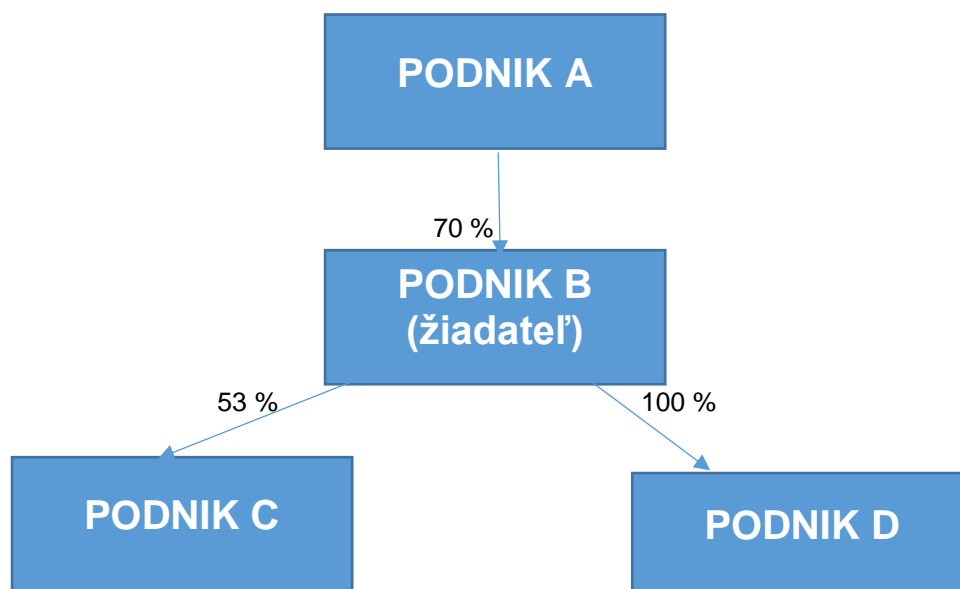 PODNIK A
70 %
PODNIK B
(žiadateľ)
53 %
100 %
PODNIK C
PODNIK D